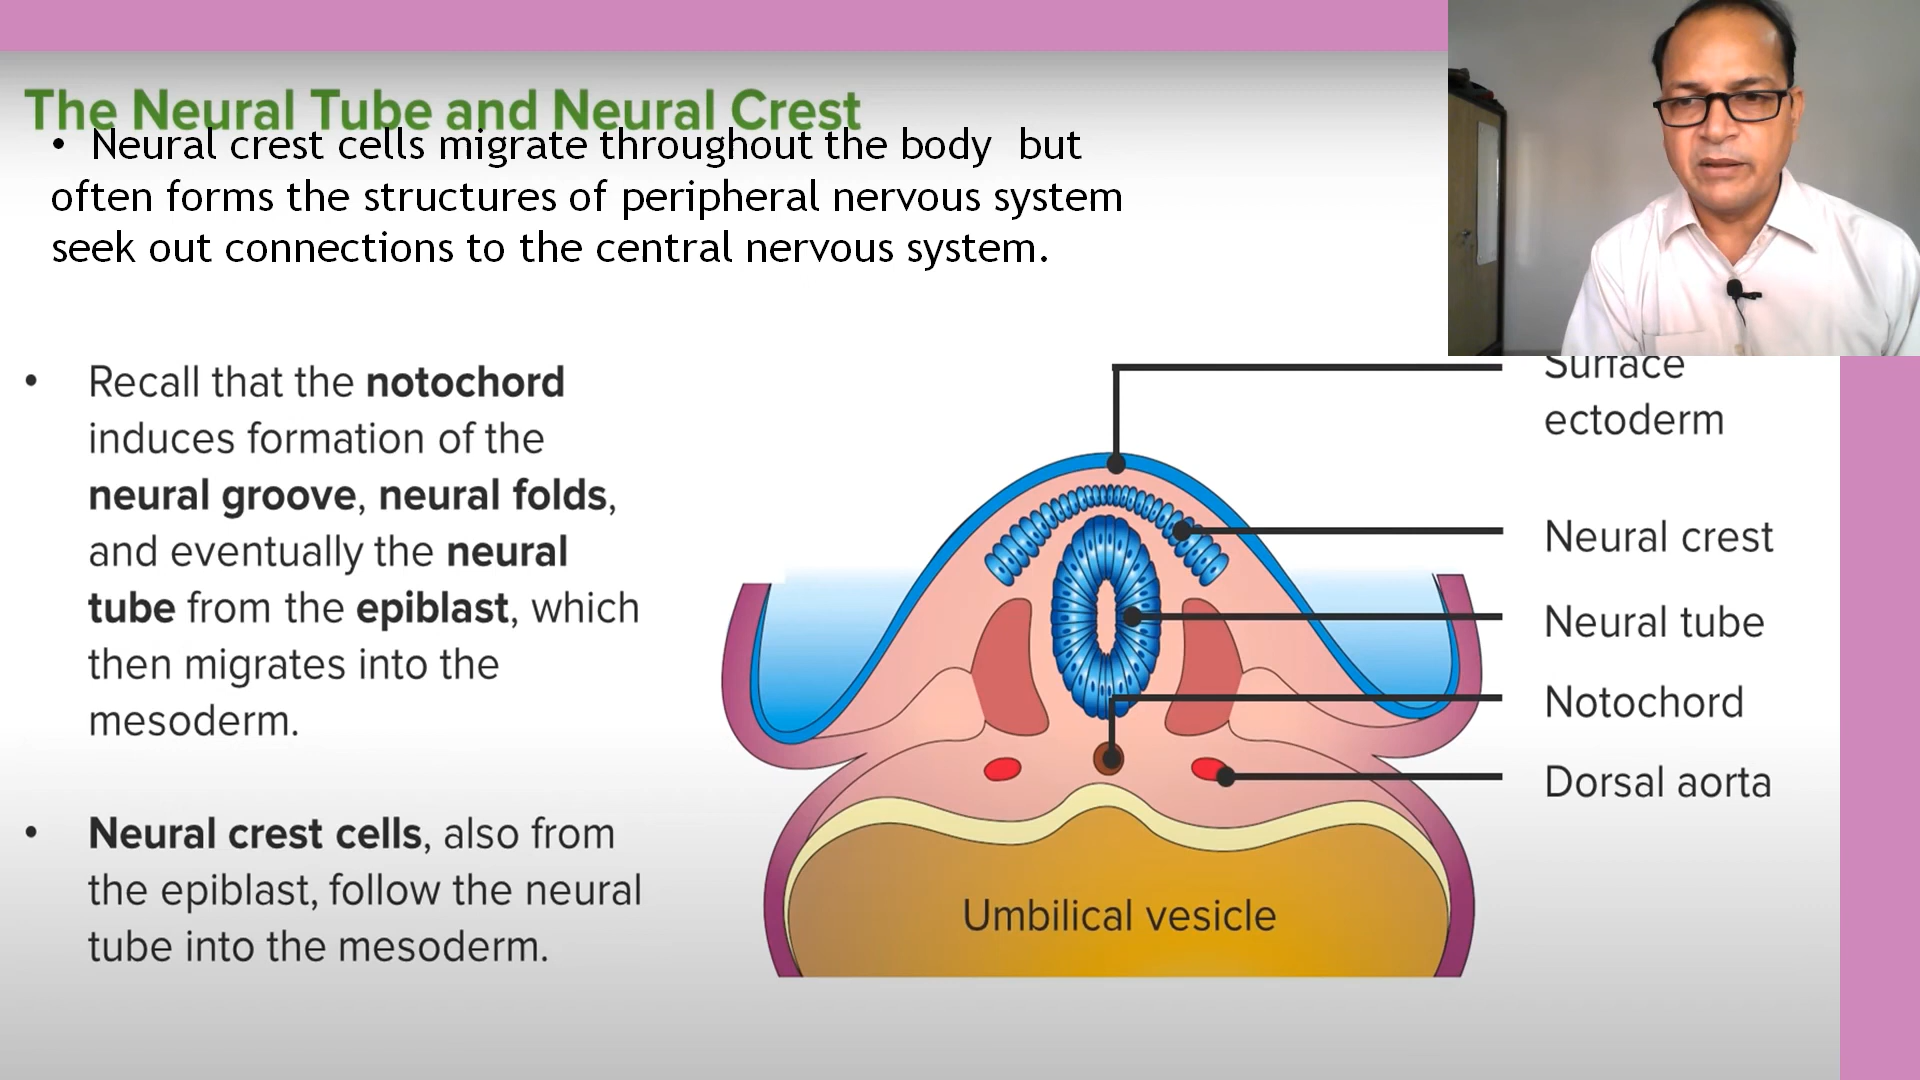 The Neural Tube and Neural Crest
• Neural crest cells migrate throughout the body but
often forms the structures of peripheral nervous system
seek out connections to the central nervous system.
• Recall that the notochord
induces formation of the
neural groove, neural folds,
and eventually the neural
tube from the epiblast, which
then migrates into the
mesoderm.
• Neural crest cells, also from
the epiblast, follow the neural
tube into the mesoderm.
Surface
ectoderm
Neural crest
Neural tube
Notochord
Dorsal aorta
Umbilical vesicle